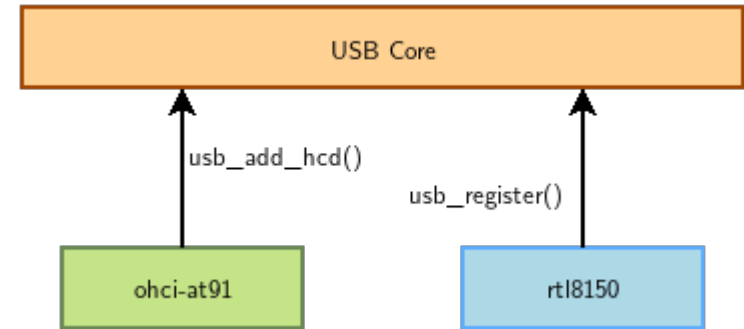 USB Core
usb_add_hcd()
usb_register()
ohci-at91
rtl8150